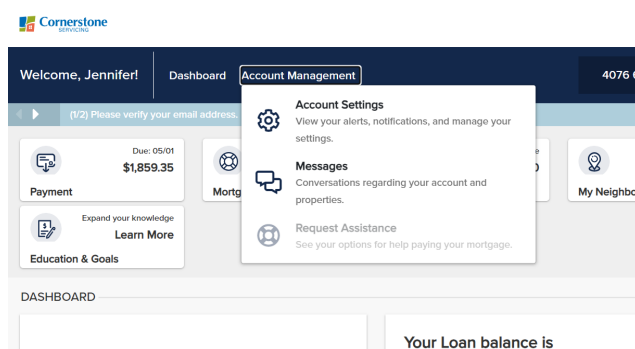 Cornerstone
SERVICING
Welcome, Jennifer!
Dashboard
Account Management
4076
(1/2) Please verify your email address.
Account Settings
View your alerts, notifications, and manage your
settings.
Messages
Conversations regarding your account and
properties.
Request Assistance
See your options for help paying your mortgage.
Due: 05/01
$1,859.35
Payment
Mortg
My Neighbo
Expand your knowledge
Learn More
Education & Goals
DASHBOARD
Your Loan balance is